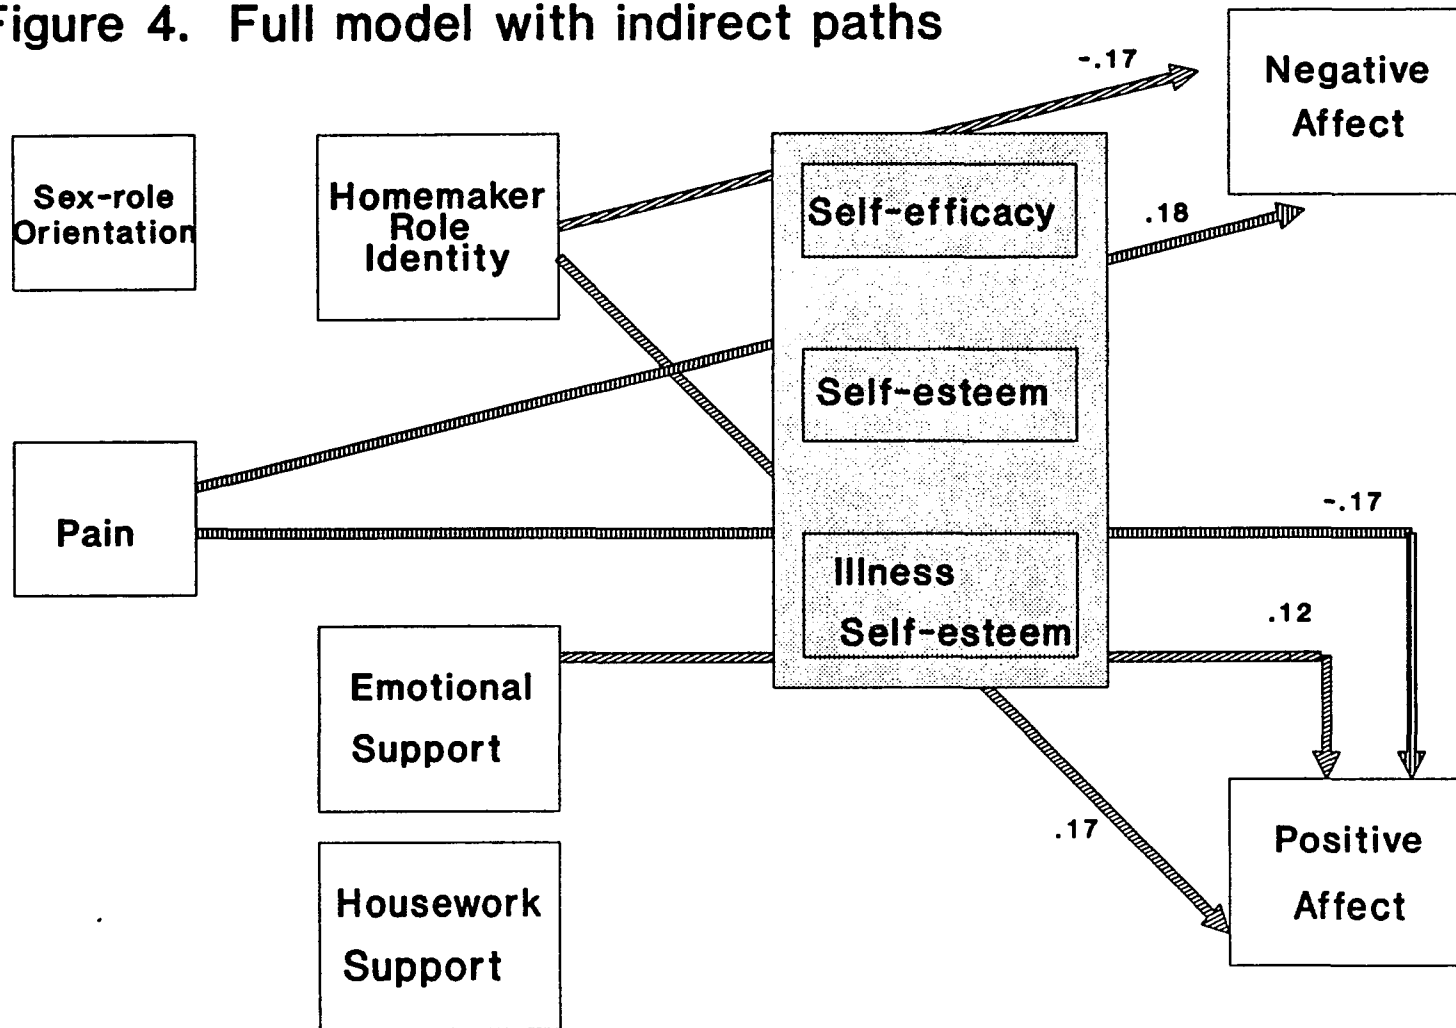 Figure 4. Full model with indirect paths
-.17
Negative
Affect
Sex-role
Orientation
Homemaker
Role
Identity
Self-efficacy
.18
Self-esteem
Pain
-.17
Illness
Self-esteem
.12
Emotional
Support
.17
Positive
Affect
Housework
Support